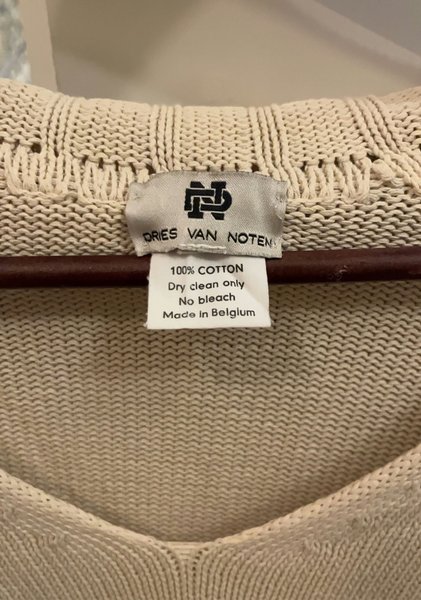 DRIES VAN NOTEN
100% COTTON
Dry clean only
No bleach
Made in Belgium